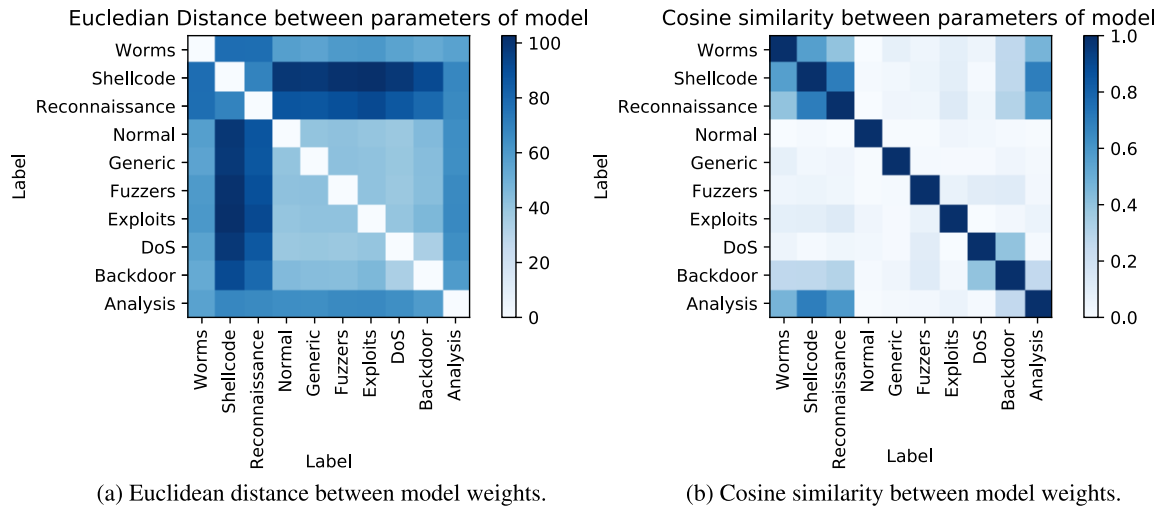 Eucledian Distance between parameters of model
Worms
Shellcode
Reconnaissance
Normal
Generic
Fuzzers
Exploits
DoS
Backdoor
Analysis
Label
Worms
Shellcode
Reconnaissance
Normal
Generic
Fuzzers
Exploits
DoS
Backdoor
Analysis
Label
100
80
60
40
20
0
(a) Euclidean distance between model weights.
Cosine similarity between parameters of model
Worms
Shellcode
Reconnaissance
Normal
Generic
Fuzzers
Exploits
DoS
Backdoor
Analysis
Label
Worms
Shellcode
Reconnaissance
Normal
Generic
Fuzzers
Exploits
DoS
Backdoor
Analysis
Label
1.0
0.8
0.6
0.4
0.2
0.0
(b) Cosine similarity between model weights.